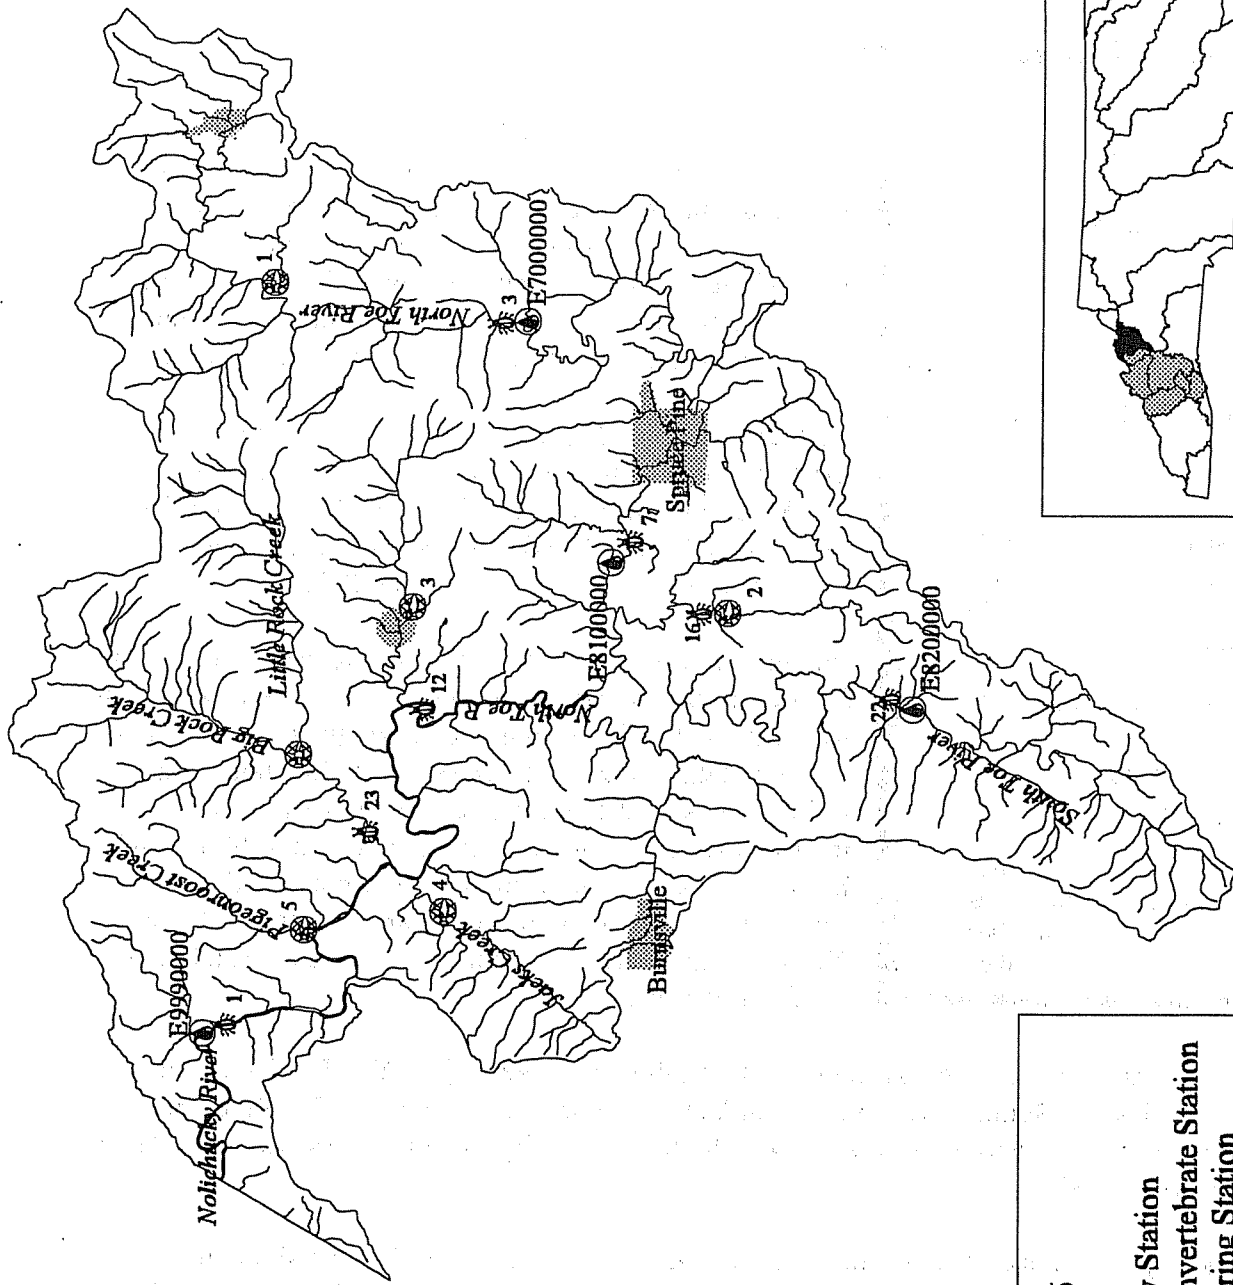 Nolichucky River
E9990000
1
Pigeonroost Creek
5
Big Rock Creek
23
Little Rock Creek
Jacks Creek
4
12
North Toe R
3
1
North Toe River
3
E7000000
Burnsville
E8100000
7
Spruce Pine
16
2
22
E8200000
South Toe River
y Station
nvertebrate Station
ring Station